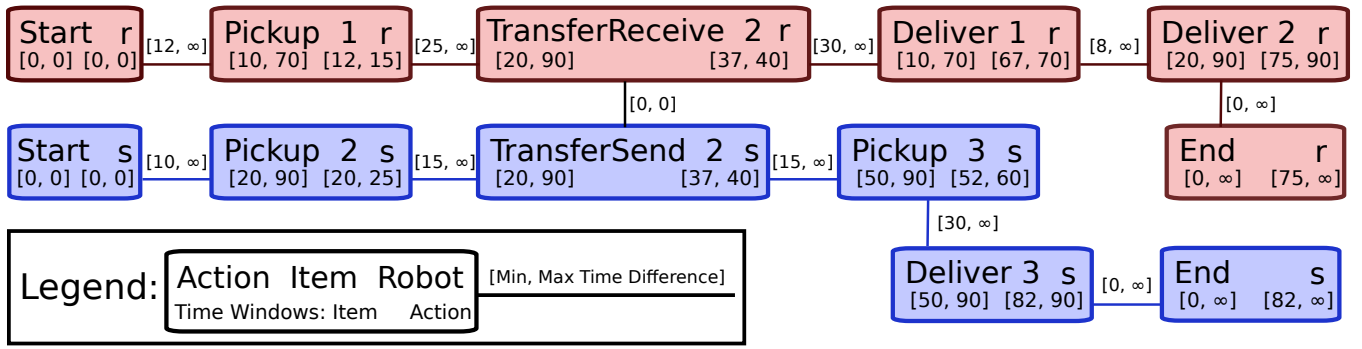 Start r
[0, 0] [0, 0]
[12, ∞]
Pickup 1 r
[10, 70] [12, 15]
[25, ∞]
TransferReceive 2 r
[20, 90] [37, 40]
[30, ∞]
Deliver 1 r
[10, 70] [67, 70]
[8, ∞]
Deliver 2 r
[20, 90] [75, 90]
[0, 0]
[0, ∞]
Start s
[0, 0] [0, 0]
[10, ∞]
Pickup 2 s
[20, 90] [20, 25]
[15, ∞]
TransferSend 2 s
[20, 90] [37, 40]
[15, ∞]
Pickup 3 s
[50, 90] [52, 60]
End r
[0, ∞] [75, ∞]
[30, ∞]
Legend:
Action Item Robot
Time Windows: Item Action
[Min, Max Time Difference]
Deliver 3 s
[50, 90] [82, 90]
[0, ∞]
End s
[0, ∞] [82, ∞]